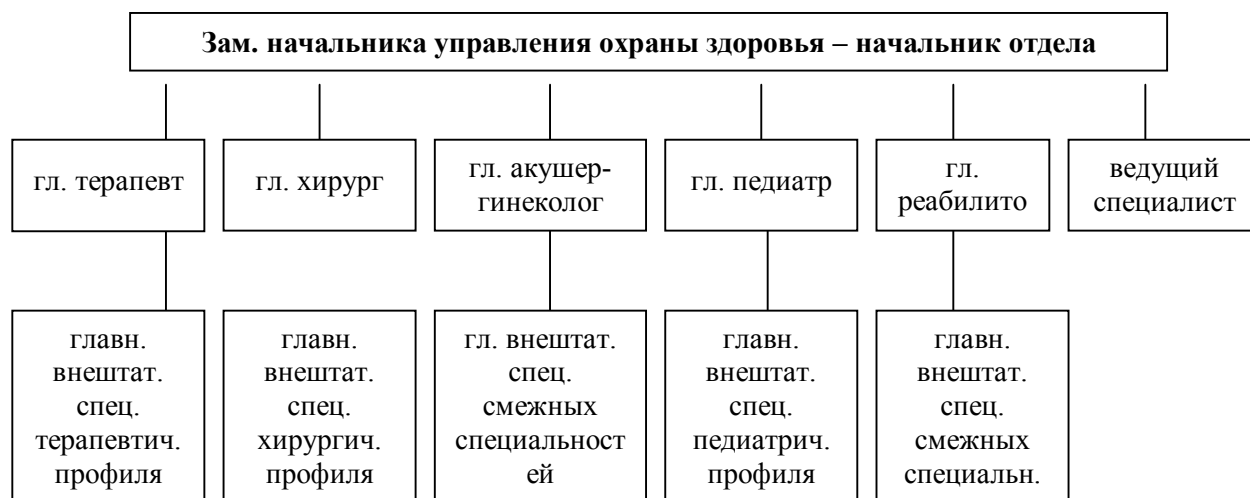 Зам. начальника управления охраны здоровья – начальник отдела
гл. терапевт
гл. хирург
гл. акушер-
гинеколог
гл. педиатр
гл.
реабилито
ведущий
специалист
главн.
внештат.
спец.
терапевтич.
профиля
главн.
внештат.
спец.
хирургич.
профиля
гл. внештат.
спец.
смежных
специальност
ей
главн.
внештат.
спец.
педиатрич.
профиля
главн.
внештат.
спец.
смежных
специальн.